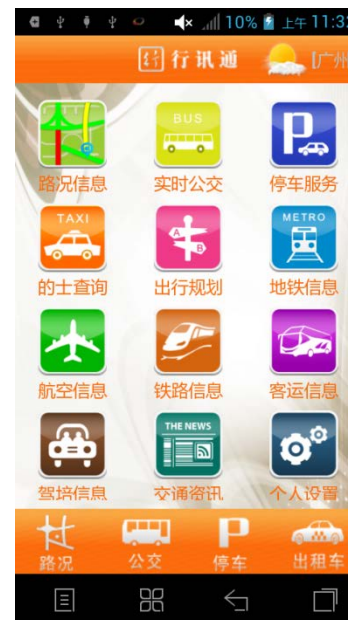 10% 上午 11:32
行讯通 [广州
BUS
P
路况信息 实时公交 停车服务
TAXI
A
B
METRO
的士查询 出行规划 地铁信息
航空信息 铁路信息 客运信息
THE NEWS
驾培信息 交通资讯 个人设置
P
路况 公交 停车 出租车